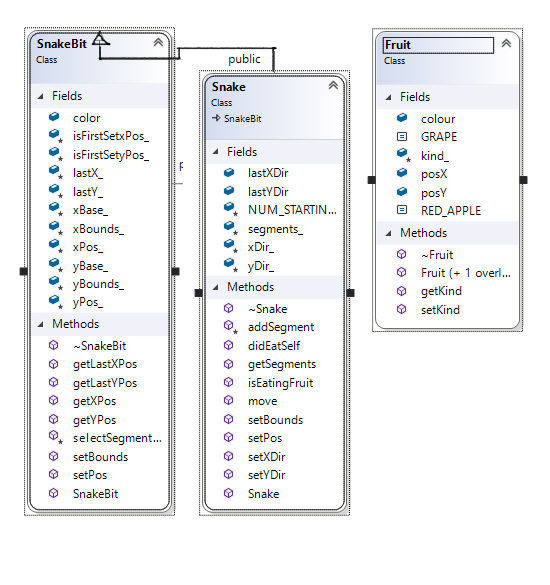 SnakeBit
Class
Fields
color
isFirstSetxPos_
isFirstSetyPos_
lastX_
lastY_
xBase_
xBounds_
xPos_
yBase_
yBounds_
yPos_
Methods
~SnakeBit
getLastXPos
getLastYPos
getXPos
getYPos
selectSegment...
setBounds
setPos
SnakeBit
public
Snake
Class
SnakeBit
Fields
lastXDir
lastYDir
NUM_STARTIN...
segments_
xDir_
yDir_
Methods
~Snake
addSegment
didEatSelf
getSegments
isEatingFruit
move
setBounds
setPos
setXDir
setYDir
Snake
Fruit
Class
Fields
colour
GRAPE
kind_
posX
posY
RED_APPLE
Methods
~Fruit
Fruit (+ 1 overl...
getKind
setKind